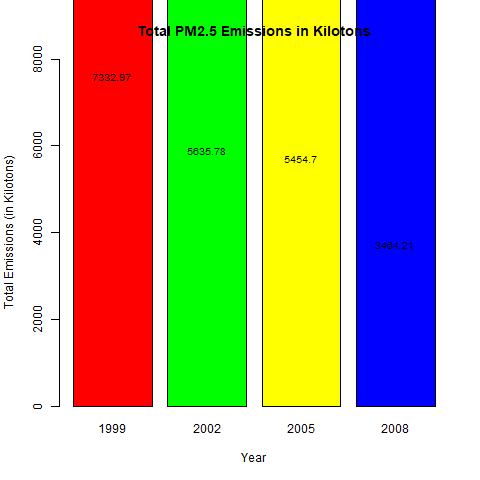 Total PM2.5 Emissions in Kilotons
8000
7332.97
6000
5635.78
5454.7
4000
3464.21
2000
0
Total Emissions (in Kilotons)
1999 2002 2005 2008
Year